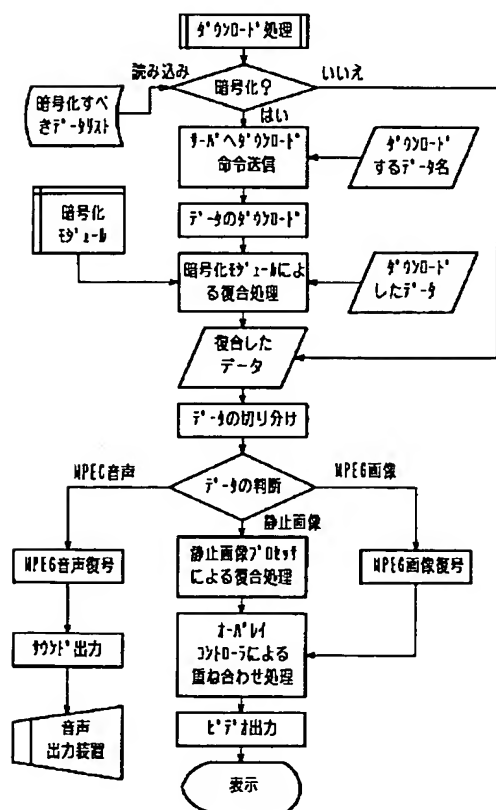 ダウンロード処理
読み込み
暗号化?
いいえ
暗号化すべ
きデータリスト
はい
サーバへダウンロード
命令送信
ダウンロード
するデータ名
データのダウンロード
暗号化
モジュール
暗号化モジュールによ
る復合処理
ダウンロード
したデータ
復合した
データ
データの切り分け
MPEC音声
データの判断
MPEG画像
静止画像
MPEG音声復号
静止画像プロセッサ
による復合処理
MPEG画像復号
サウンド出力
オーバレイ
コントローラによる
重ね合わせ処理
音声
出力装置
ビデオ出力
表示